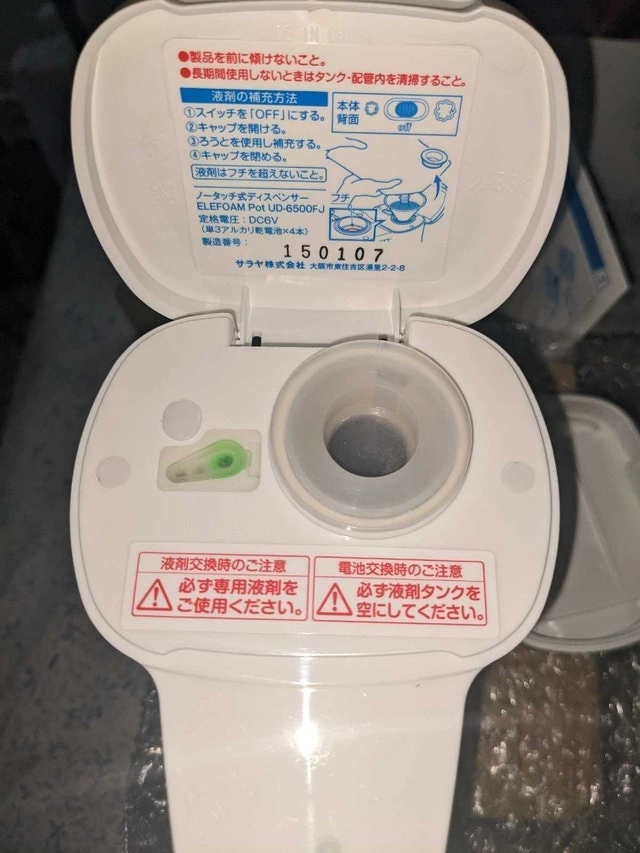 MADE IN CHINA
●製品を前に傾けないこと。
●長期間使用しないときはタンク・配管内を清掃すること。
液剤の補充方法
①スイッチを「OFF」にする。
②キャップを開ける。
③ろうとを使用し補充する。
④キャップを閉める。
液剤はフチを超えないこと。
本体
背面
off
フチ
ノータッチ式ディスペンサー
ELEFOAM Pot UD-6500FJ
定格電圧：DC6V
（単3アルカリ乾電池×4本）
製造番号：
150107
サラヤ株式会社 大阪市東住吉区湯里2-2-8
液剤交換時のご注意
必ず専用液剤を
ご使用ください。
電池交換時のご注意
必ず液剤タンクを
空にしてください。